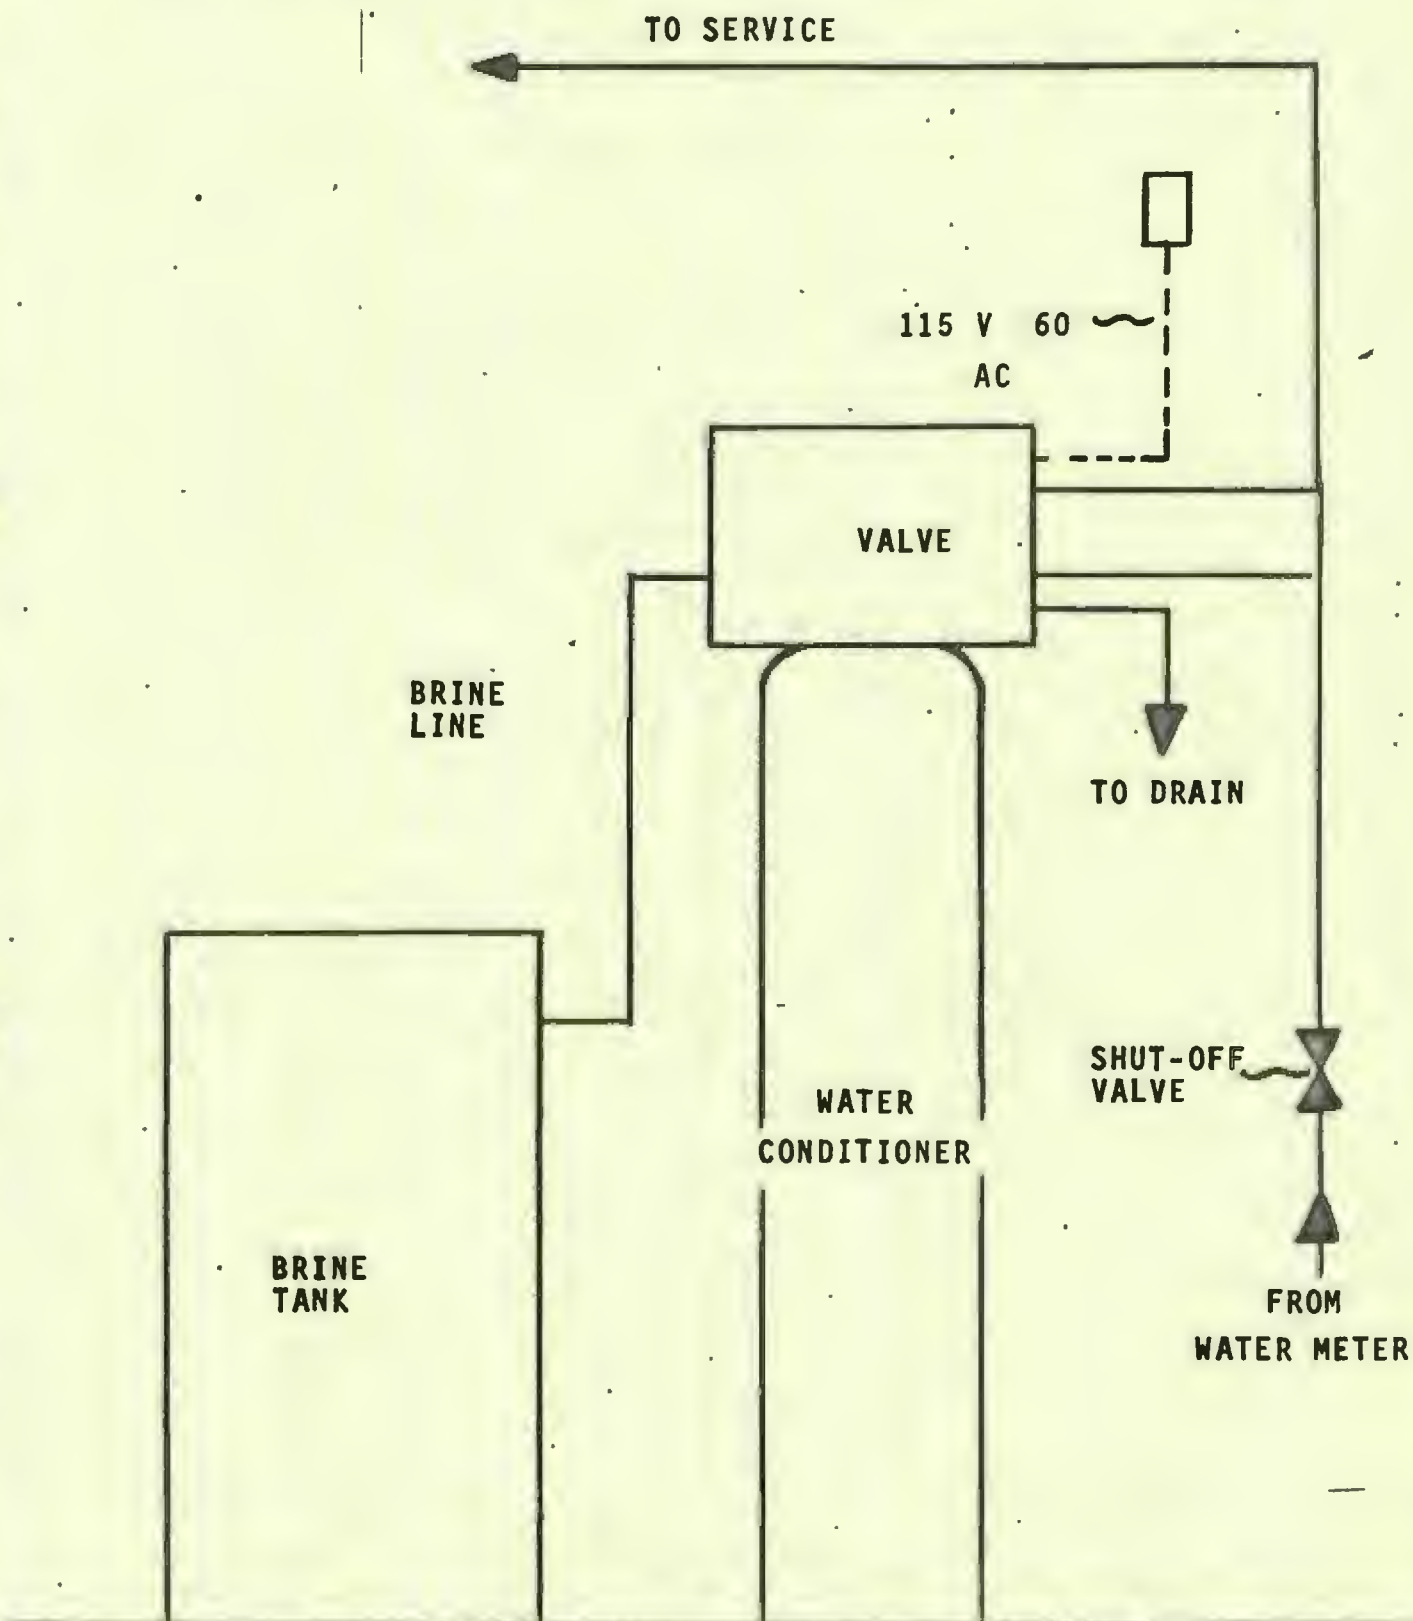 TO SERVICE
115 V 60
AC
VALVE
BRINE
LINE
TO DRAIN
SHUT-OFF
VALVE
WATER
CONDITIONER
BRINE
TANK
FROM
WATER METER